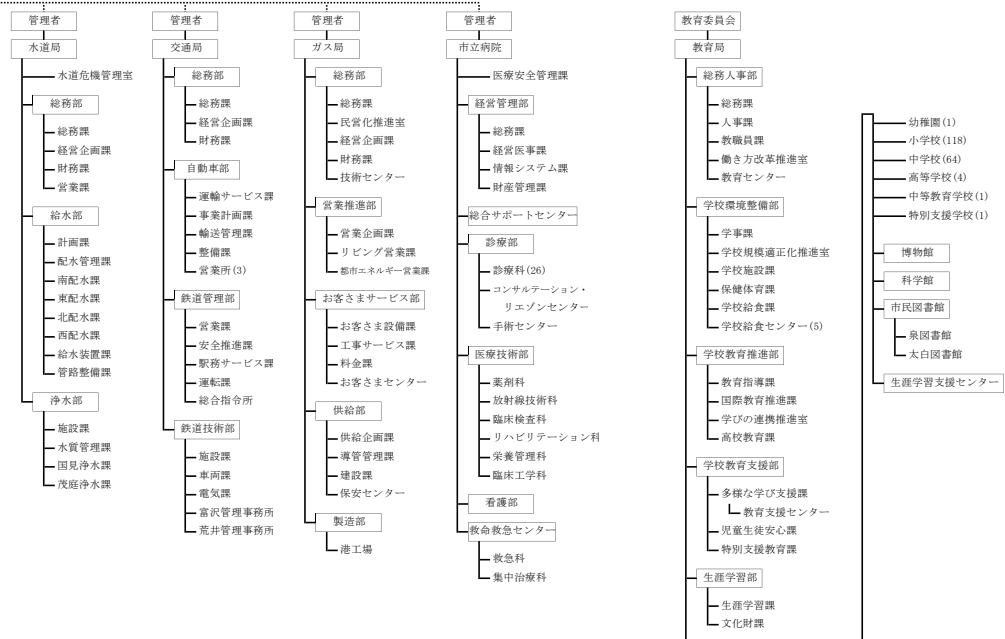 管理者
水道局
水道危機管理室
総務部
総務課
経営企画課
財務課
営業課
給水部
計画課
配水管理課
南配水課
東配水課
北配水課
西配水課
給水装置課
管路整備課
浄水部
施設課
水質管理課
国見浄水課
茂庭浄水課
管理者
交通局
総務部
総務課
経営企画課
財務課
自動車部
運輸サービス課
事業計画課
輸送管理課
整備課
営業所(3)
鉄道管理部
営業課
安全推進課
駅務サービス課
運転課
総合指令所
鉄道技術部
施設課
車両課
電気課
富沢管理事務所
荒井管理事務所
管理者
ガス局
総務部
総務課
民営化推進室
経営企画課
財務課
技術センター
営業推進部
営業企画課
リビング営業課
都市エネルギー営業課
お客さまサービス部
お客さま設備課
工事サービス課
料金課
お客さまセンター
供給部
供給企画課
導管管理課
建設課
保安センター
製造部
港工場
管理者
市立病院
医療安全管理課
経営管理部
総務課
経営医事課
情報システム課
財産管理課
総合サポートセンター
診療部
診療科(26)
コンサルテーション・
リエゾンセンター
手術センター
医療技術部
薬剤科
放射線技術科
臨床検査科
リハビリテーション科
栄養管理科
臨床工学科
看護部
救命救急センター
救急科
集中治療科
教育委員会
教育局
総務人事部
総務課
人事課
教職員課
働き方改革推進室
教育センター
学校環境整備部
学事課
学校規模適正化推進室
学校施設課
保健体育課
学校給食課
学校給食センター(5)
学校教育推進部
教育指導課
国際教育推進課
学びの連携推進室
高校教育課
学校教育支援部
多様な学び支援課
教育支援センター
児童生徒安心課
特別支援教育課
生涯学習部
生涯学習課
文化財課
幼稚園(1)
小学校(118)
中学校(64)
高等学校(4)
中等教育学校(1)
特別支援学校(1)
博物館
科学館
市民図書館
泉図書館
太白図書館
生涯学習支援センター